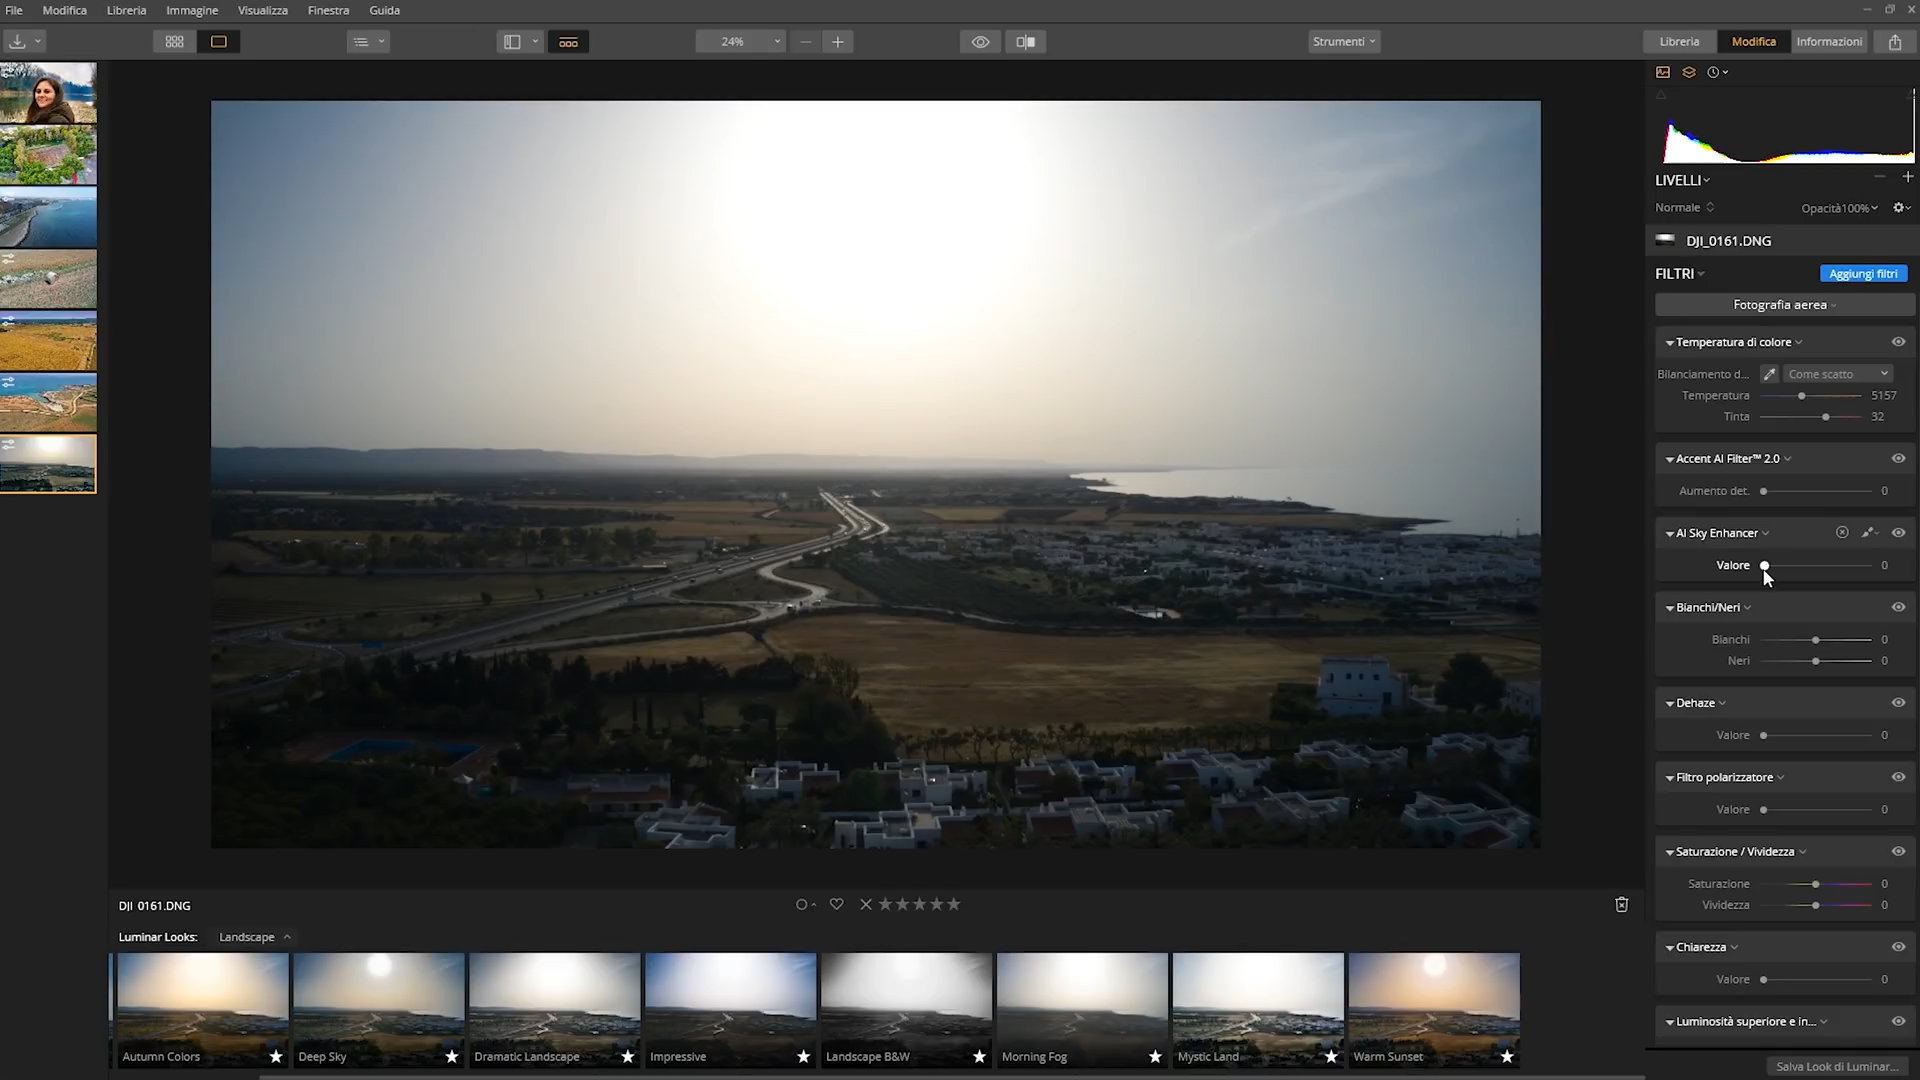 File Modifica Libreria Immagine Visualizza Finestra Guida
24% Strumenti Libreria Modifica Informazioni
LIVELLI
Normale Opacità100%
DJI_0161.DNG
FILTRI Aggiungi filtri
Fotografia aerea
Temperatura di colore
Bilanciamento d... Come scatto
Temperatura 5157
Tinta 32
Accent AI Filter™ 2.0
Aumento det. 0
AI Sky Enhancer
Valore 0
Bianchi/Neri
Bianchi 0
Neri 0
Dehaze
Valore 0
Filtro polarizzatore
Valore 0
Saturazione / Vividezza
Saturazione 0
Vividezza 0
Chiarezza
Valore 0
Luminosità superiore e in...
Salva Look di Luminar...
DJI 0161.DNG
Luminar Looks: Landscape
Autumn Colors Deep Sky Dramatic Landscape Impressive Landscape B&W Morning Fog Mystic Land Warm Sunset